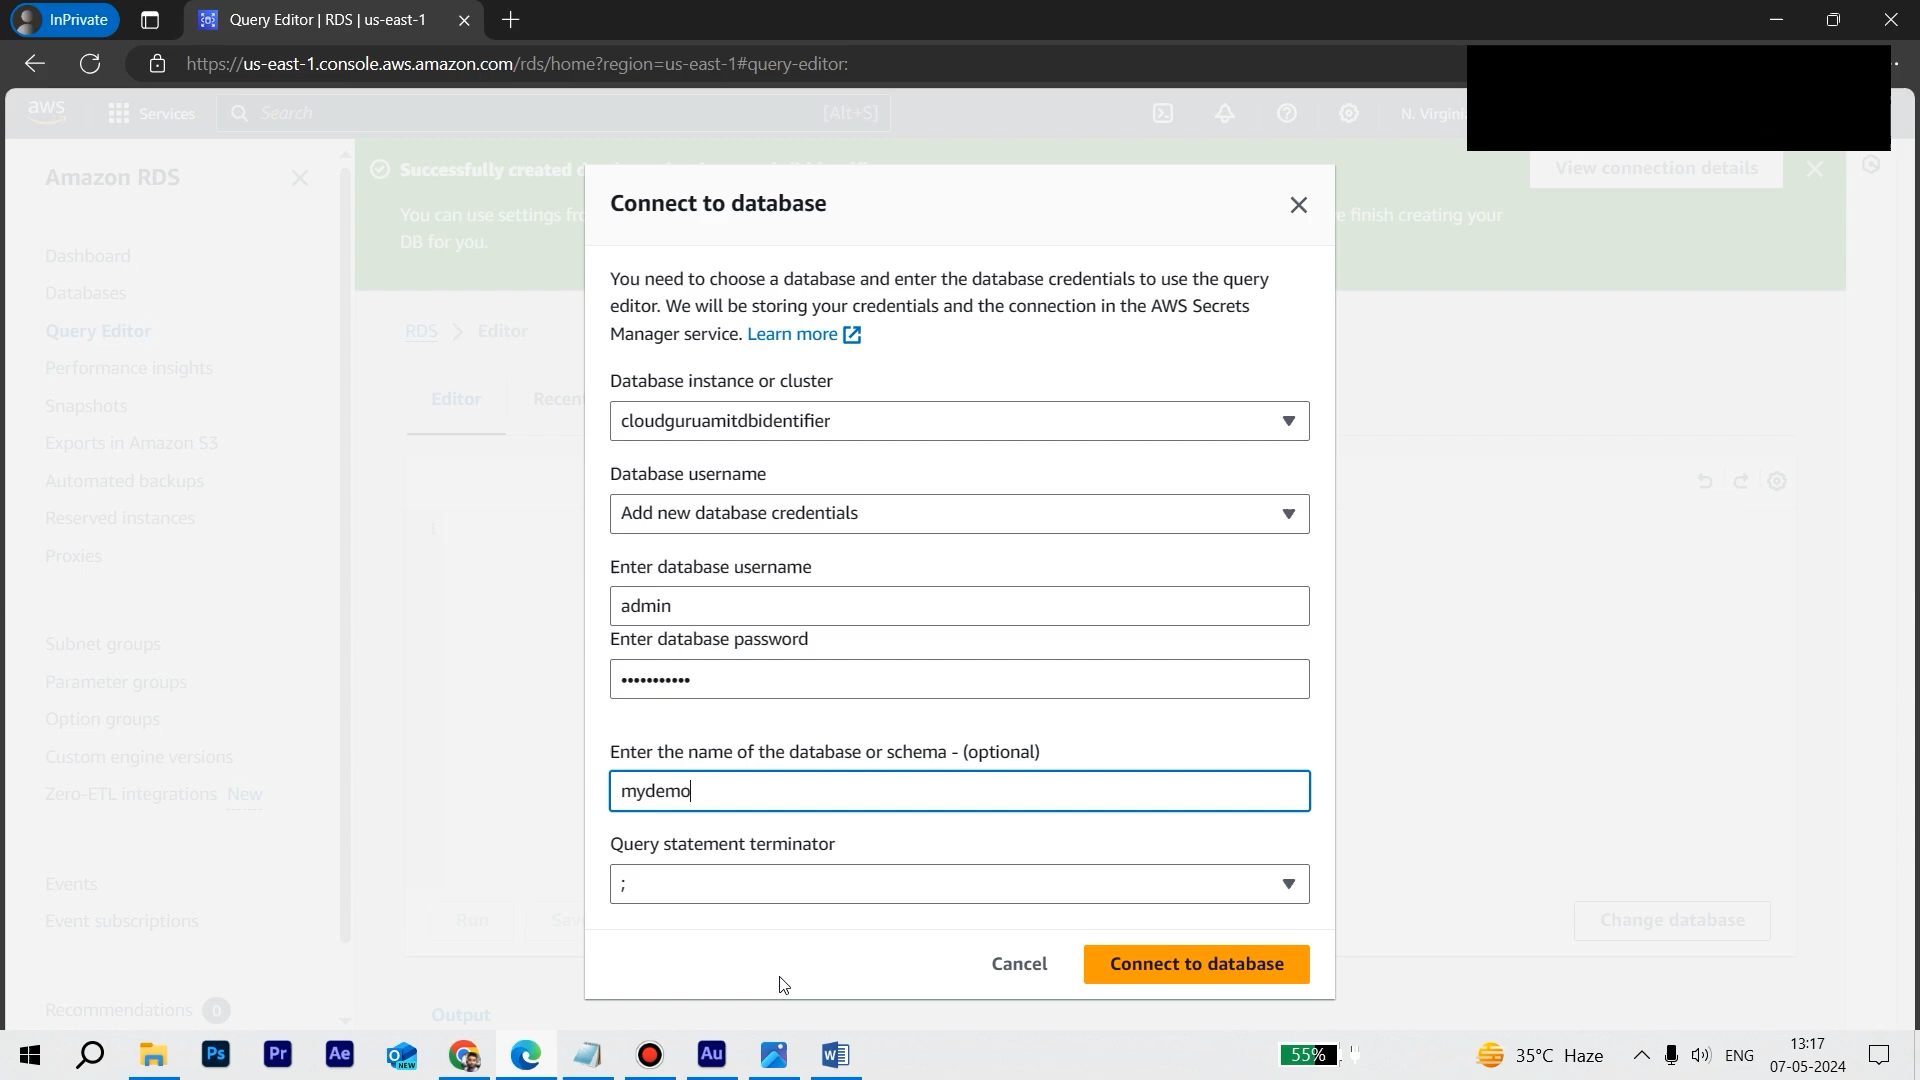 InPrivate
Query Editor | RDS | us-east-1
https://us-east-1.console.aws.amazon.com/rds/home?region=us-east-1#query-editor:
aws
Services
Search
[Alt+S]
Amazon RDS
Dashboard
Databases
Query Editor
Performance insights
Snapshots
Exports in Amazon S3
Automated backups
Reserved instances
Proxies
Subnet groups
Parameter groups
Option groups
Custom engine versions
Zero-ETL integrations New
Events
Event subscriptions
Recommendations 0
Successfully created
View connection details
You can use settings
finish creating your
DB for you.
RDS > Editor
Editor
Connect to database
You need to choose a database and enter the database credentials to use the query
editor. We will be storing your credentials and the connection in the AWS Secrets
Manager service. Learn more
Database instance or cluster
cloudguruamitdbidentifier
Database username
Add new database credentials
Enter database username
admin
Enter database password
•••••••••••
Enter the name of the database or schema - (optional)
mydemo
Query statement terminator
;
Cancel
Connect to database
Run
Change database
Output
Ps
Pr
Ae
NEW
Au
55%
35°C Haze
ENG
13:17
07-05-2024